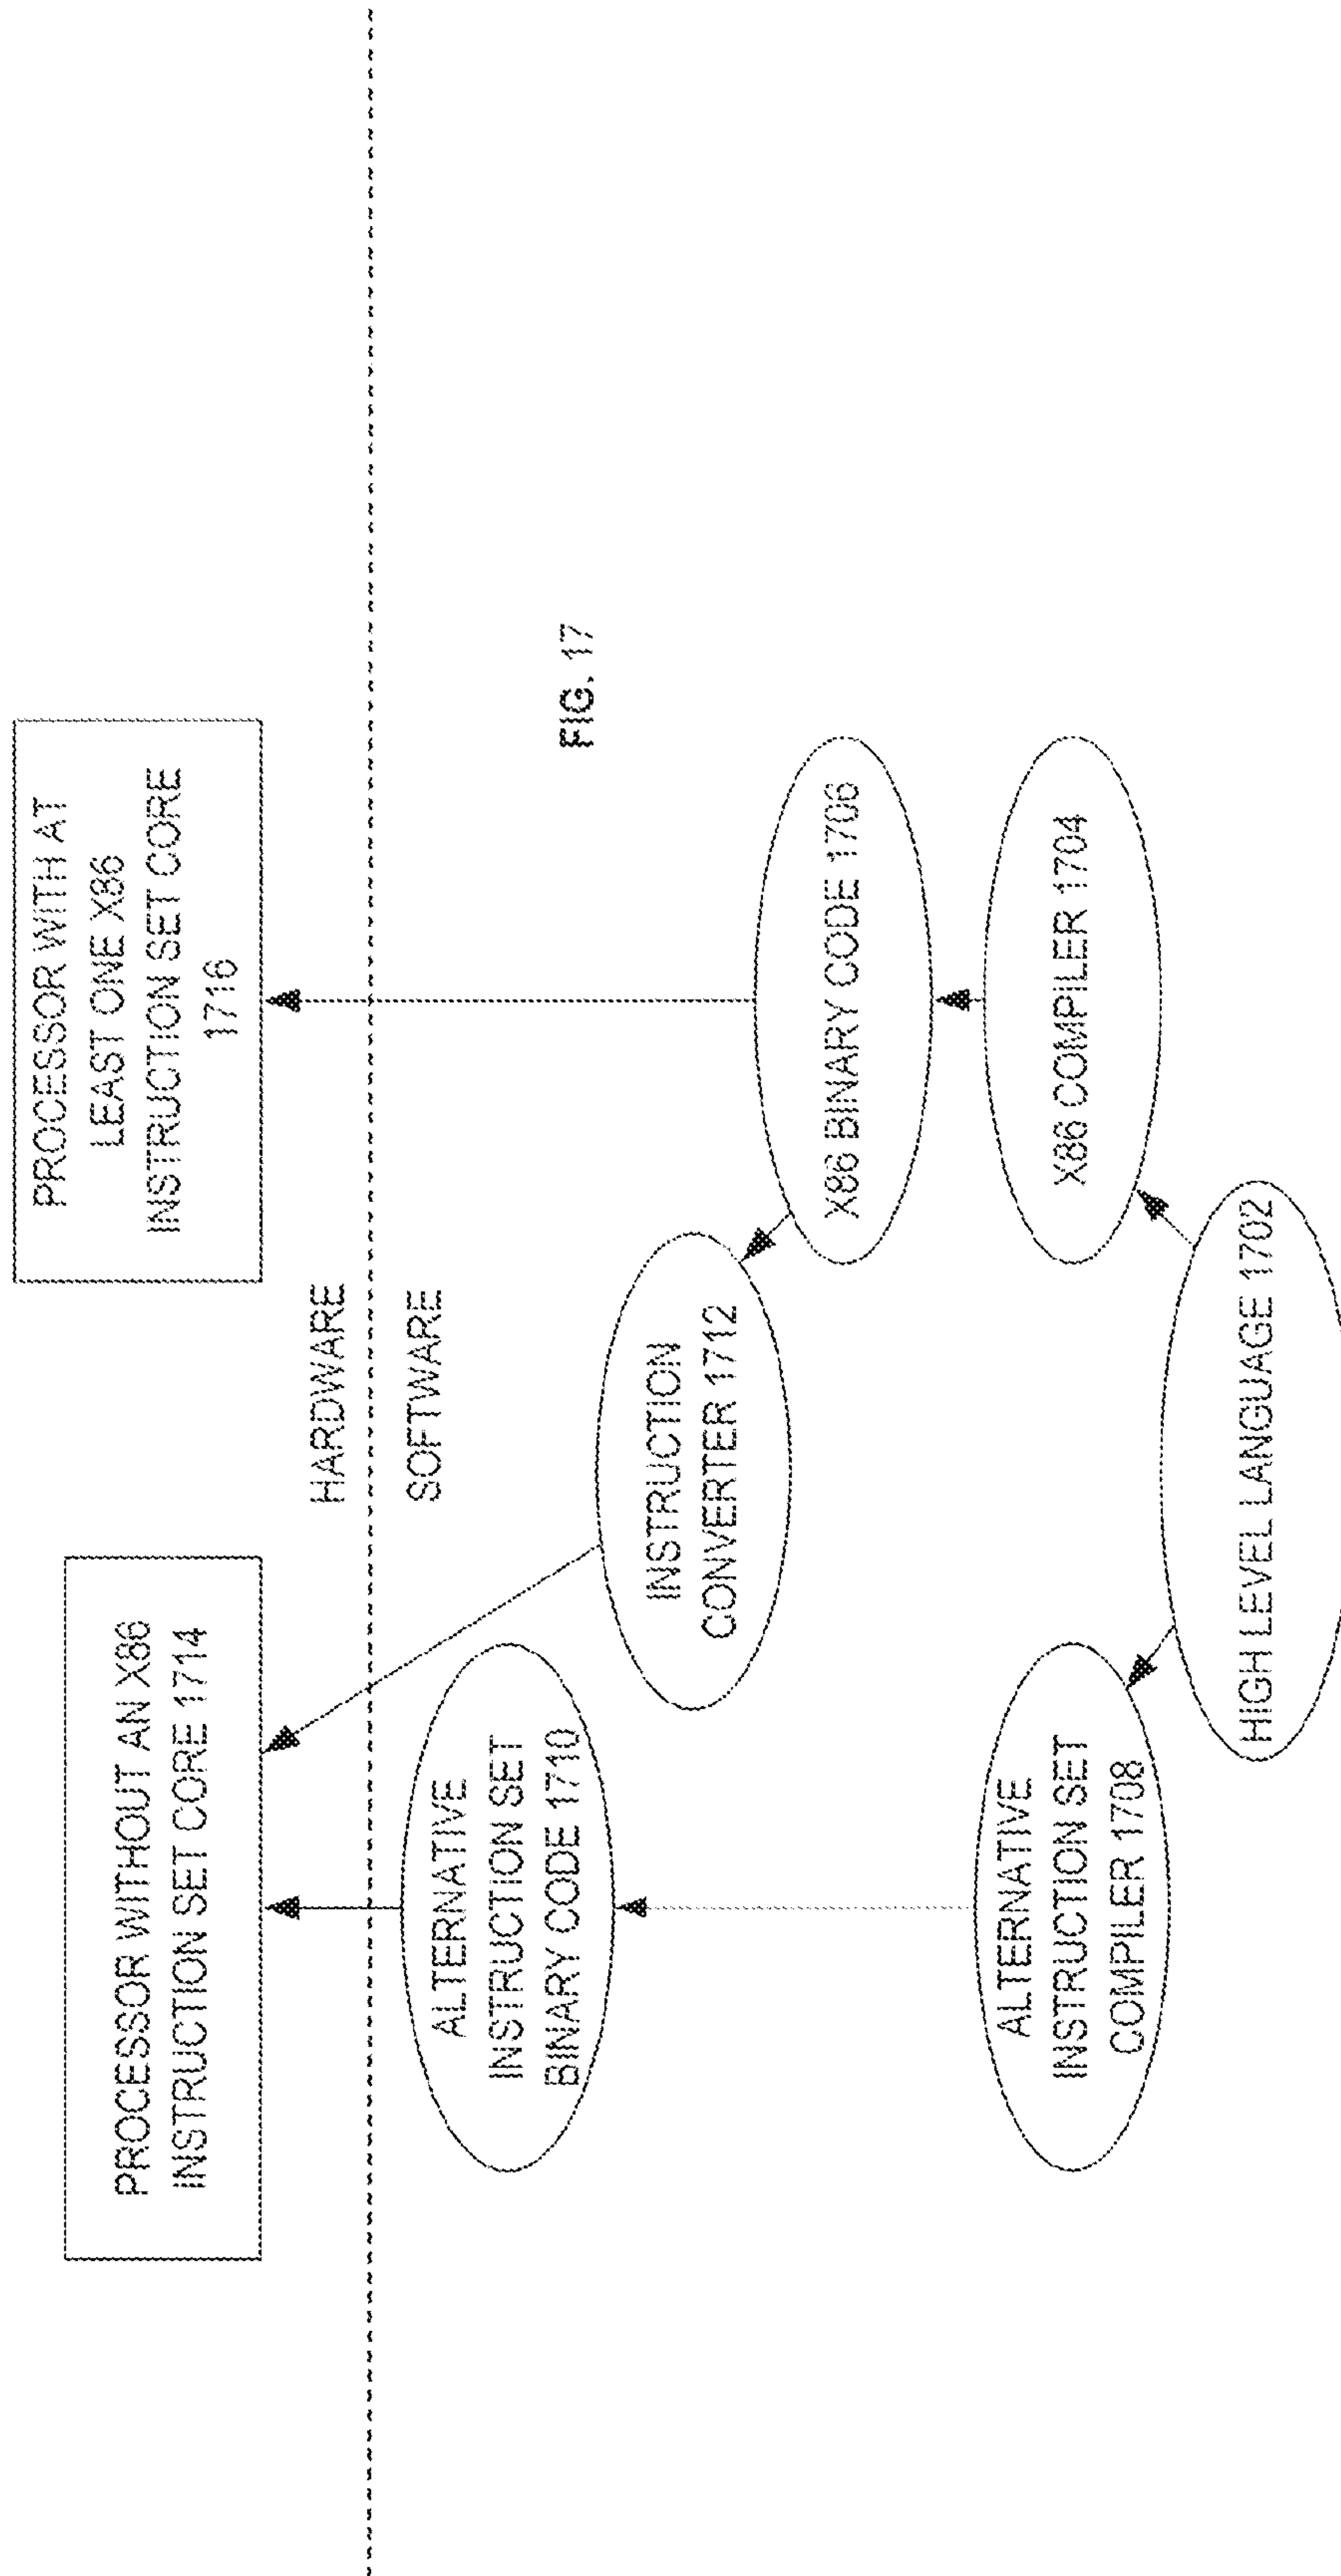 PROCESSOR WITHOUT AN X86
INSTRUCTION SET CORE 1714
PROCESSOR WITH AT
LEAST ONE X86
INSTRUCTION SET CORE
1716
HARDWARE
SOFTWARE
ALTERNATIVE
INSTRUCTION SET
BINARY CODE 1710
FIG. 17
INSTRUCTION
CONVERTER 1712
X86 BINARY CODE 1706
ALTERNATIVE
INSTRUCTION SET
COMPILER 1708
X86 COMPILER 1704
HIGH LEVEL LANGUAGE 1702